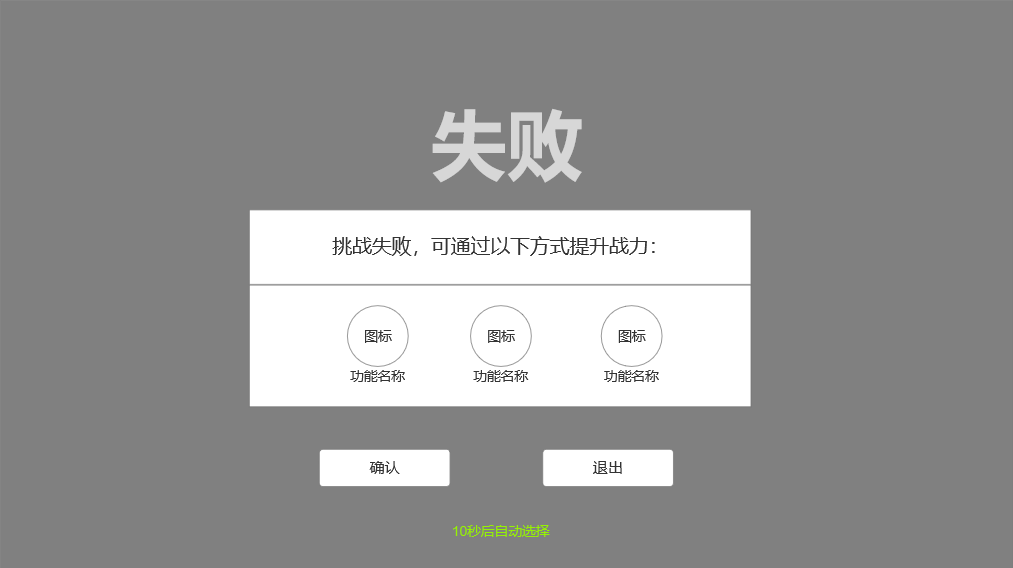 失败
挑战失败，可通过以下方式提升战力：
图标 图标 图标
功能名称 功能名称 功能名称
确认 退出
10秒后自动选择